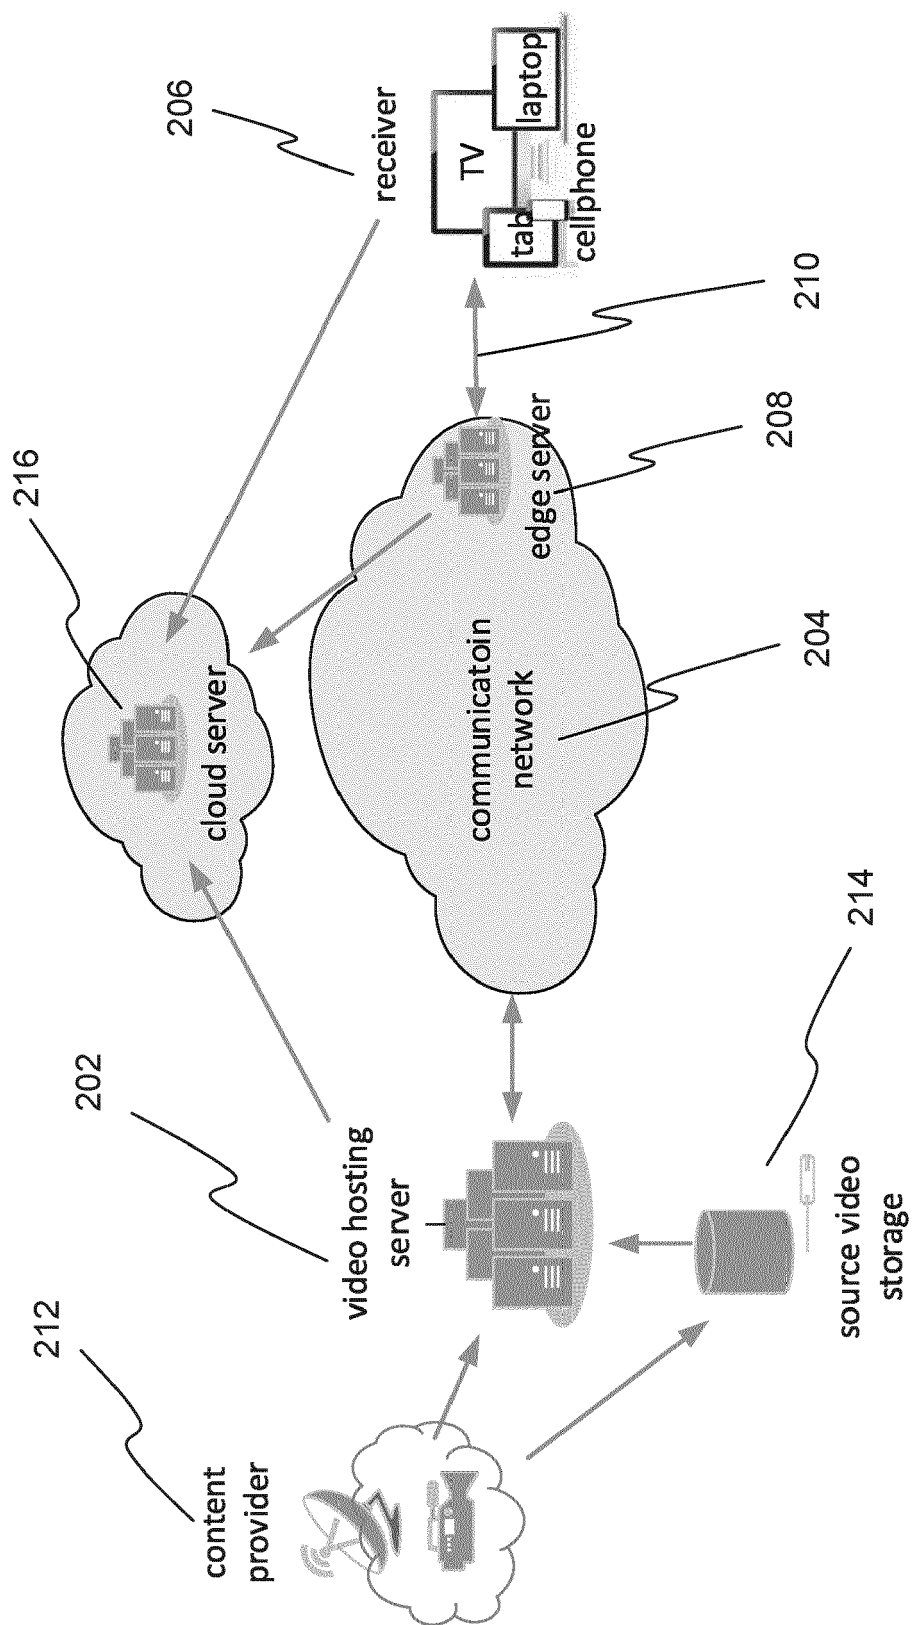 212
content
provider
202
video hosting
server
214
source video
storage
216
cloud server
communicatoin
network
204
edge server
208
210
206
receiver
TV
laptop
tab
cellphone